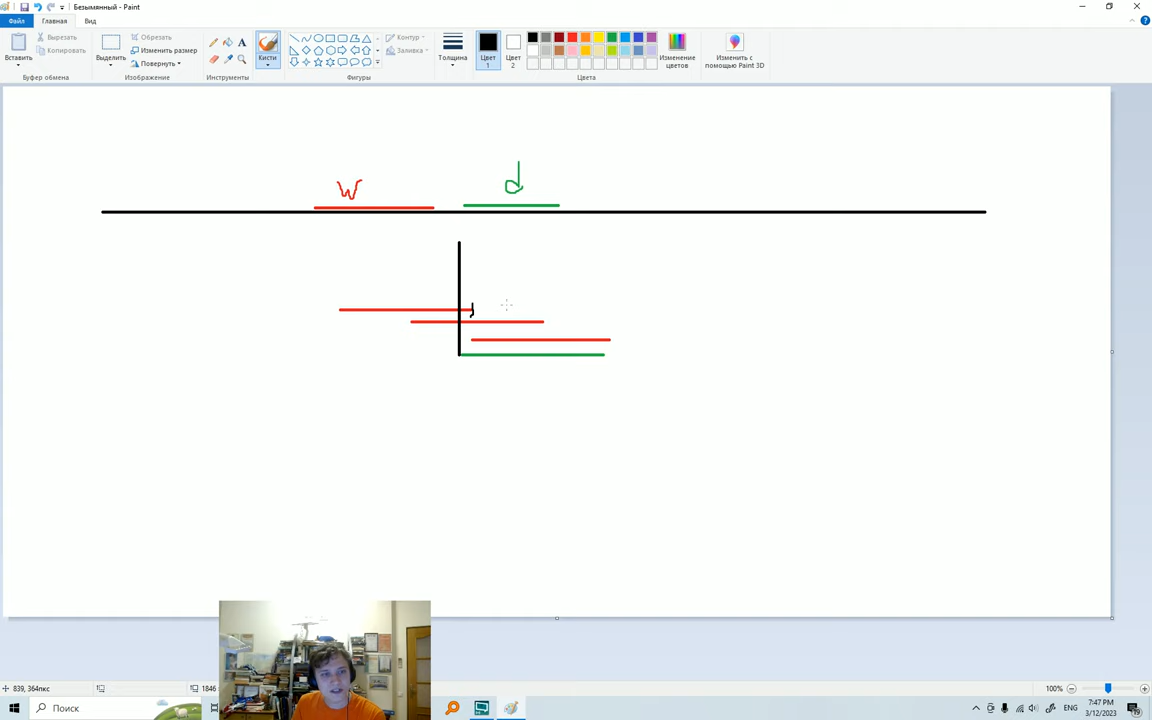 Безымянный - Paint
Файл Главная Вид
Вставить
Вырезать
Копировать
Буфер обмена
Выделить
Обрезать
Изменить размер
Повернуть
Изображение
Инструменты
Кисти
Фигуры
Контур
Заливка
Толщина
Цвет 1
Цвет 2
Цвета
Изменение цветов
Изменить с помощью Paint 3D
W d
839, 364пкс
1846
100%
Поиск
ENG
7:47 PM
3/12/2023